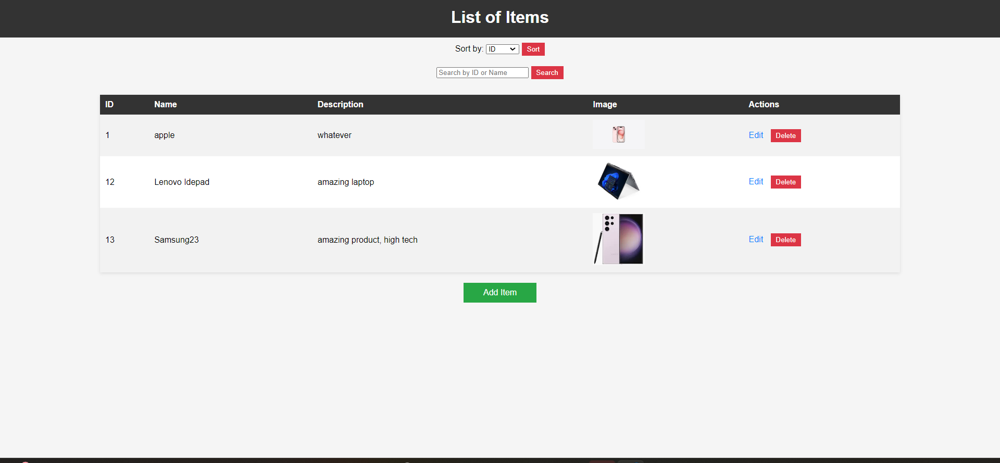 List of Items
Sort by: ID Sort
Search by ID or Name Search
ID Name Description Image Actions
1 apple whatever Edit Delete
12 Lenovo Idepad amazing laptop Edit Delete
13 Samsung23 amazing product, high tech Edit Delete
Add Item